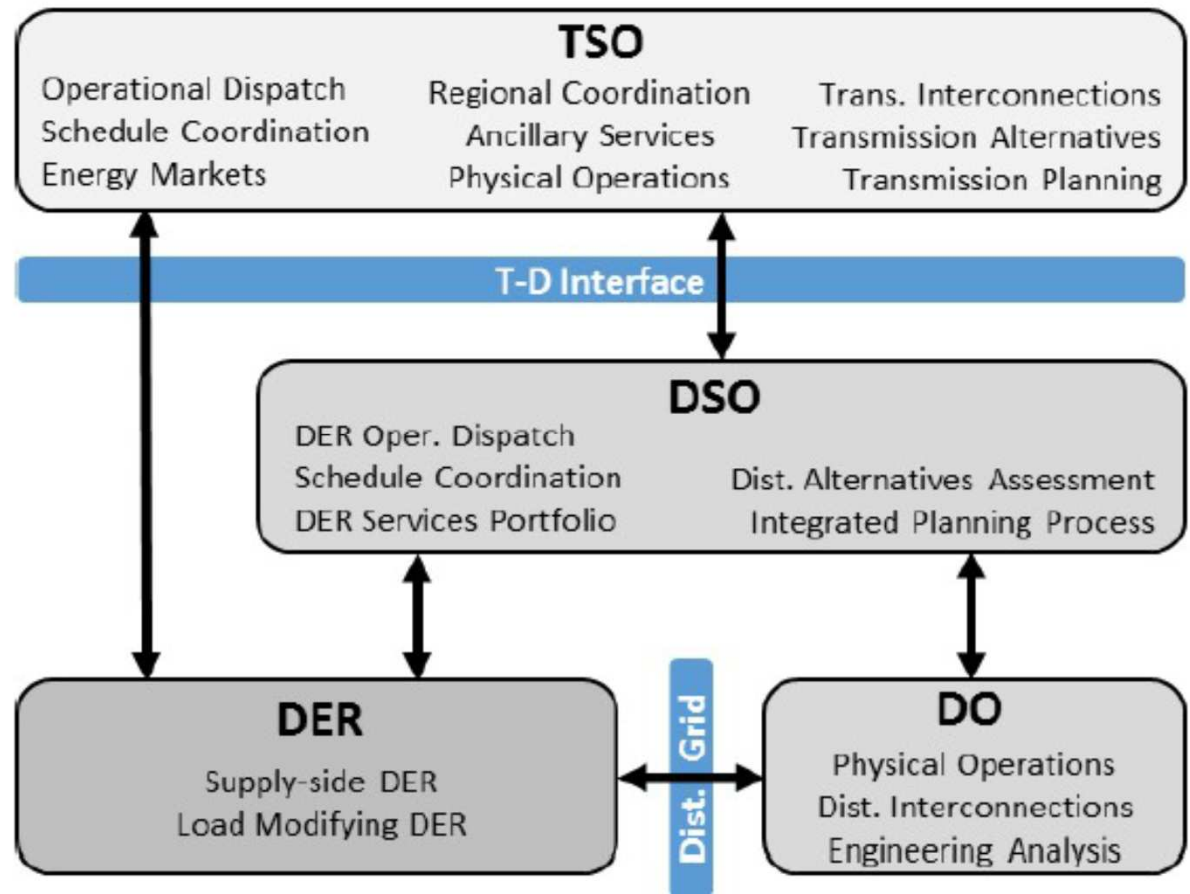 TSO
Operational Dispatch
Schedule Coordination
Energy Markets
Regional Coordination
Ancillary Services
Physical Operations
Trans. Interconnections
Transmission Alternatives
Transmission Planning
T-D Interface
DSO
DER Oper. Dispatch
Schedule Coordination
DER Services Portfolio
Dist. Alternatives Assessment
Integrated Planning Process
DER
Supply-side DER
Load Modifying DER
Dist. Grid
DO
Physical Operations
Dist. Interconnections
Engineering Analysis